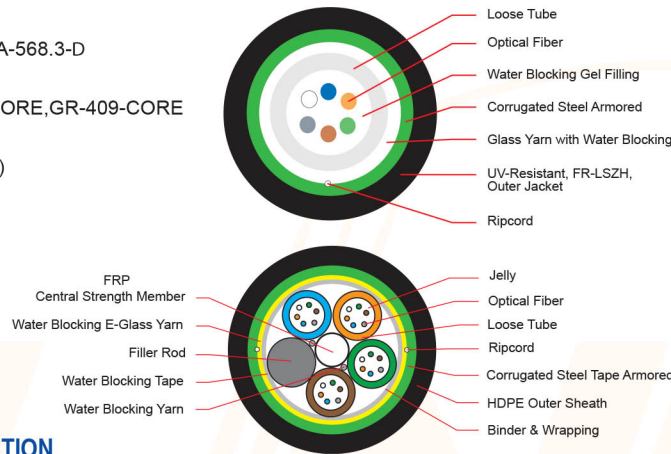 A-568.3-D
ORE,GR-409-CORE
)
TION
Loose Tube
Optical Fiber
Water Blocking Gel Filling
Corrugated Steel Armored
Glass Yarn with Water Blocking
UV-Resistant, FR-LSZH,
Outer Jacket
Ripcord
FRP
Central Strength Member
Water Blocking E-Glass Yarn
Filler Rod
Water Blocking Tape
Water Blocking Yarn
Jelly
Optical Fiber
Loose Tube
Ripcord
Corrugated Steel Tape Armored
HDPE Outer Sheath
Binder & Wrapping